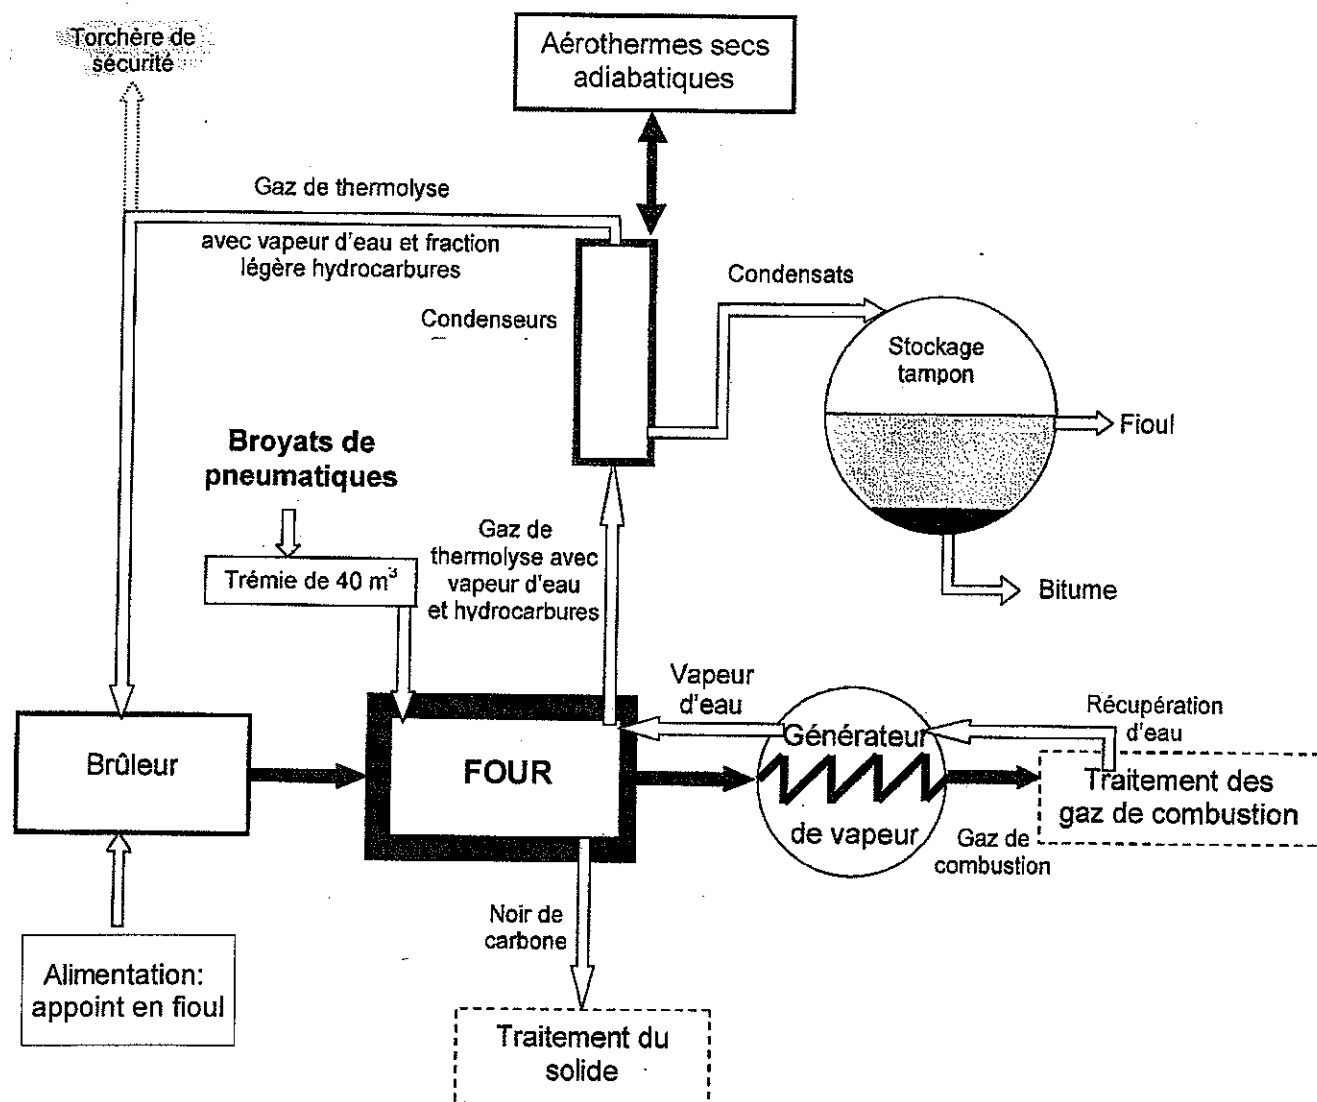 Torchère de
sécurité
Aérothermes secs
adiabatiques
Gaz de thermolyse
avec vapeur d'eau et fraction
légère hydrocarbures
Condenseurs
Condensats
Stockage
tampon
Fioul
Bitume
Broyats de
pneumatiques
Trémie de 40 m³
Gaz de
thermolyse avec
vapeur d'eau
et hydrocarbures
Brûleur
FOUR
Vapeur
d'eau
Générateur
de vapeur
Récupération
d'eau
Traitement des
gaz de combustion
Gaz de
combustion
Noir de
carbone
Alimentation:
appoint en fioul
Traitement du
solide